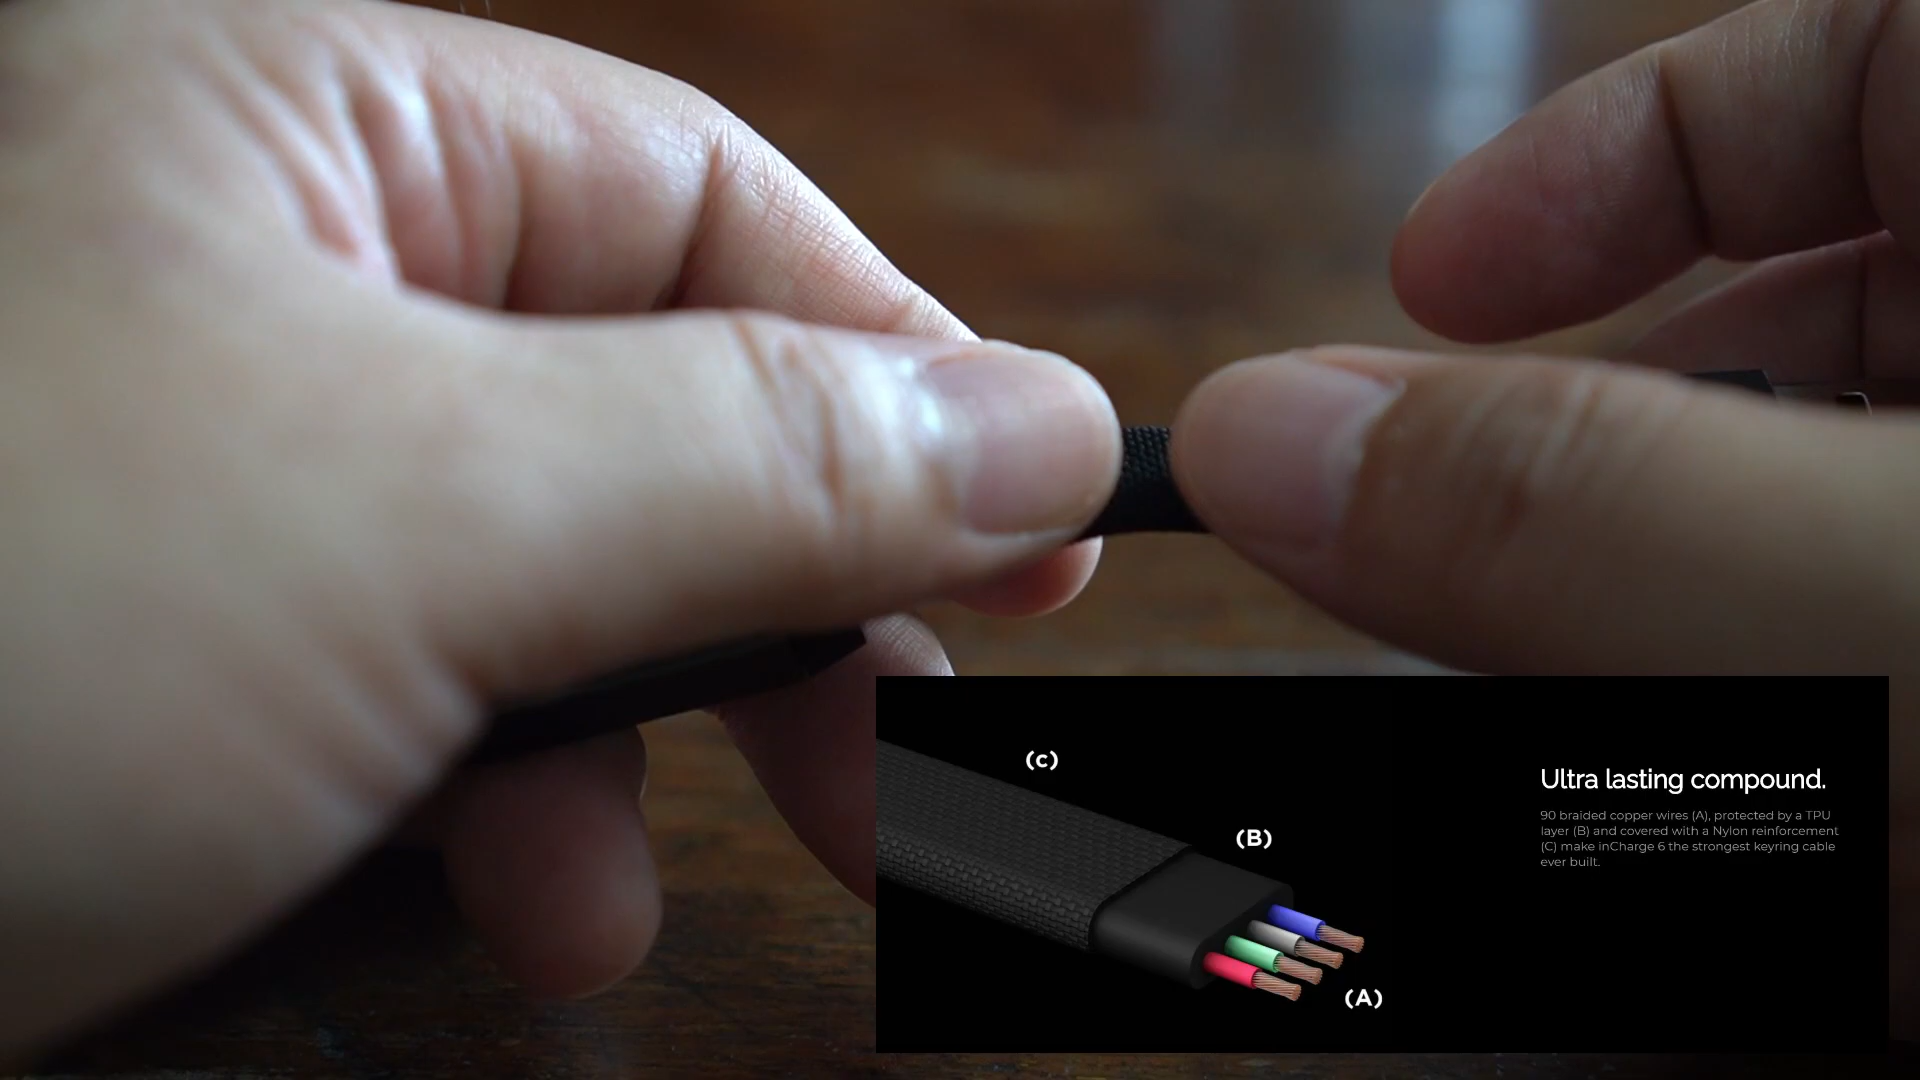 (c)
(B)
(A)
Ultra lasting compound.
90 braided copper wires (A), protected by a TPU
layer (B) and covered with a Nylon reinforcement
(C) make inCharge 6 the strongest keyring cable
ever built.